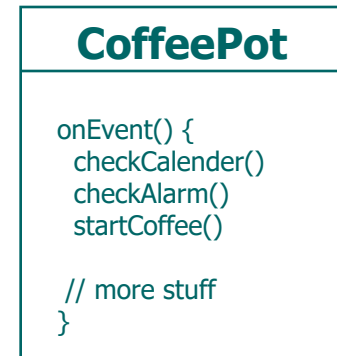 CoffeePot
onEvent() {
checkCalender()
checkAlarm()
startCoffee()
// more stuff
}